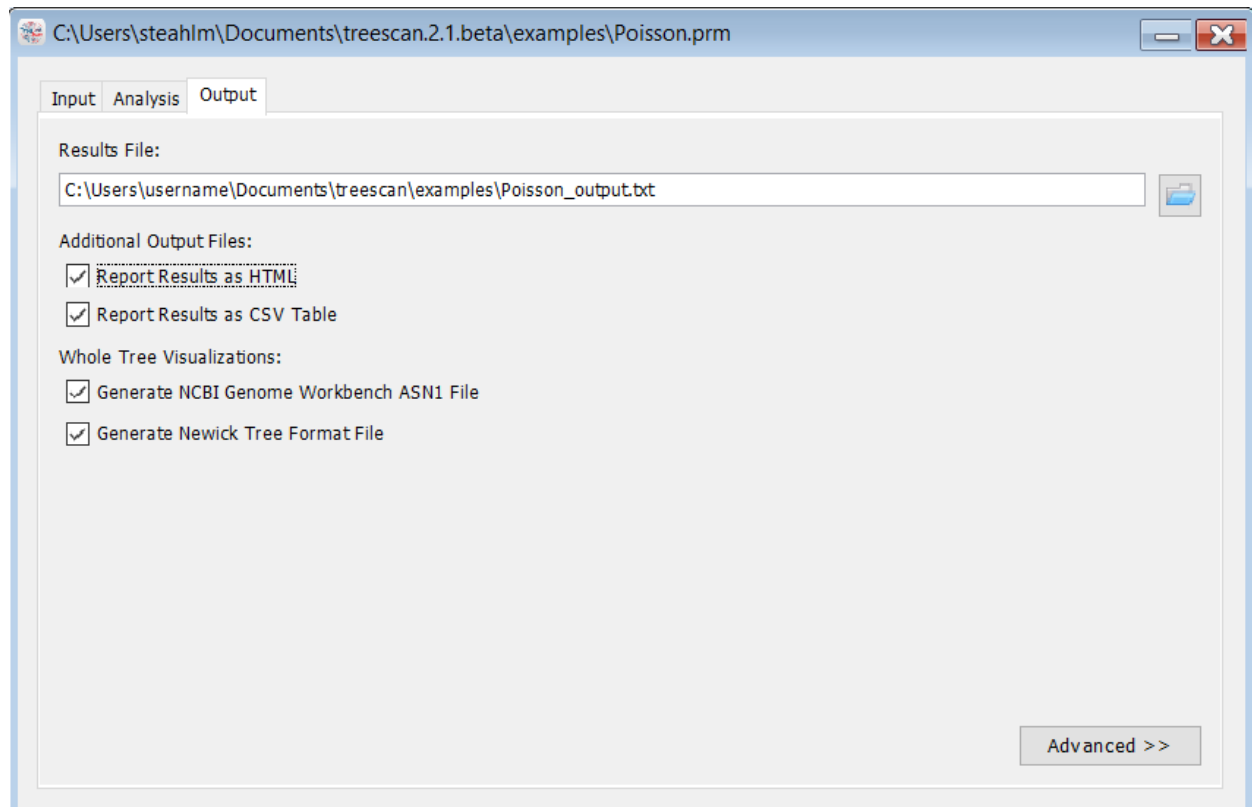 C:\Users\steahlm\Documents\treescan.2.1.beta\examples\Poisson.prm
Input Analysis Output
Results File:
C:\Users\username\Documents\treescan\examples\Poisson_output.txt
Additional Output Files:
Report Results as HTML
Report Results as CSV Table
Whole Tree Visualizations:
Generate NCBI Genome Workbench ASN1 File
Generate Newick Tree Format File
Advanced >>